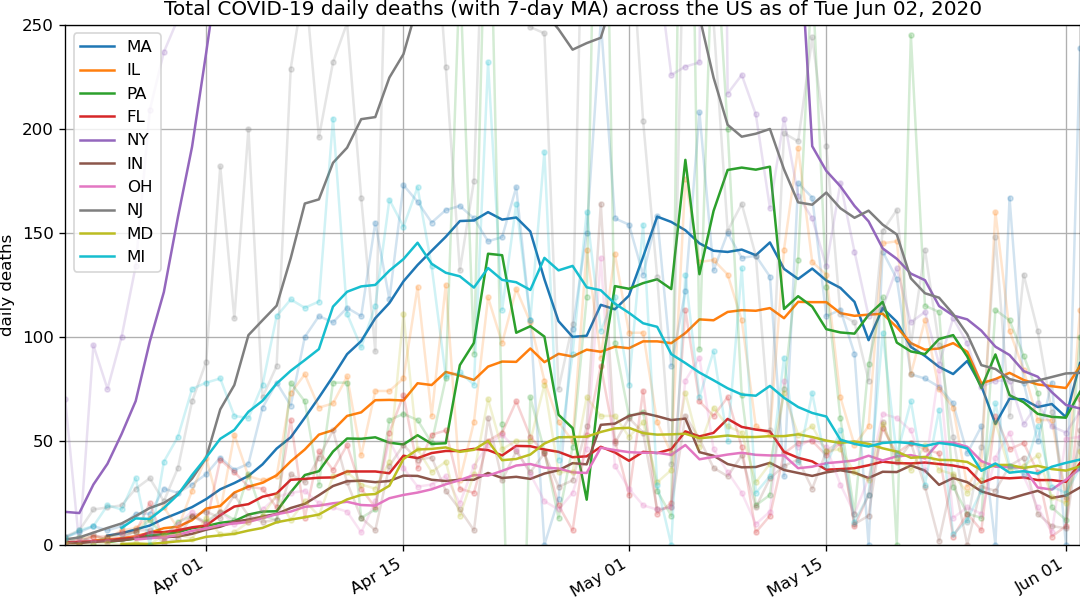 Total COVID-19 daily deaths (with 7-day MA) across the US as of Tue Jun 02, 2020
daily deaths
250
200
150
100
50
0
MA
IL
PA
FL
NY
IN
OH
NJ
MD
MI
Apr 01
Apr 15
May 01
May 15
Jun 01